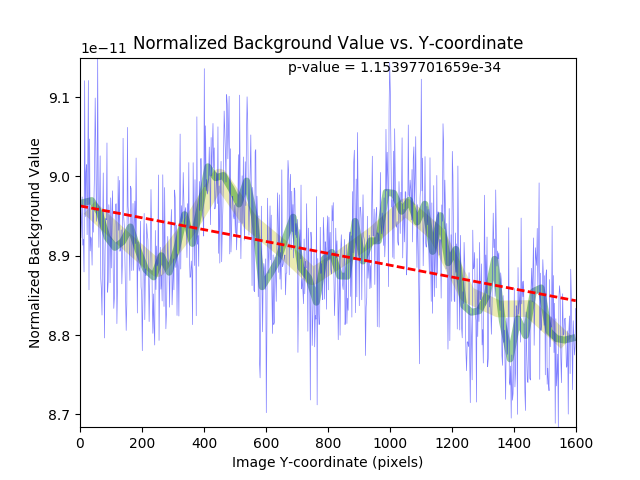 Normalized Background Value vs. Y-coordinate
1e−11
p-value = 1.15397701659e-34
9.1
9.0
8.9
8.8
8.7
Normalized Background Value
0 200 400 600 800 1000 1200 1400 1600
Image Y-coordinate (pixels)